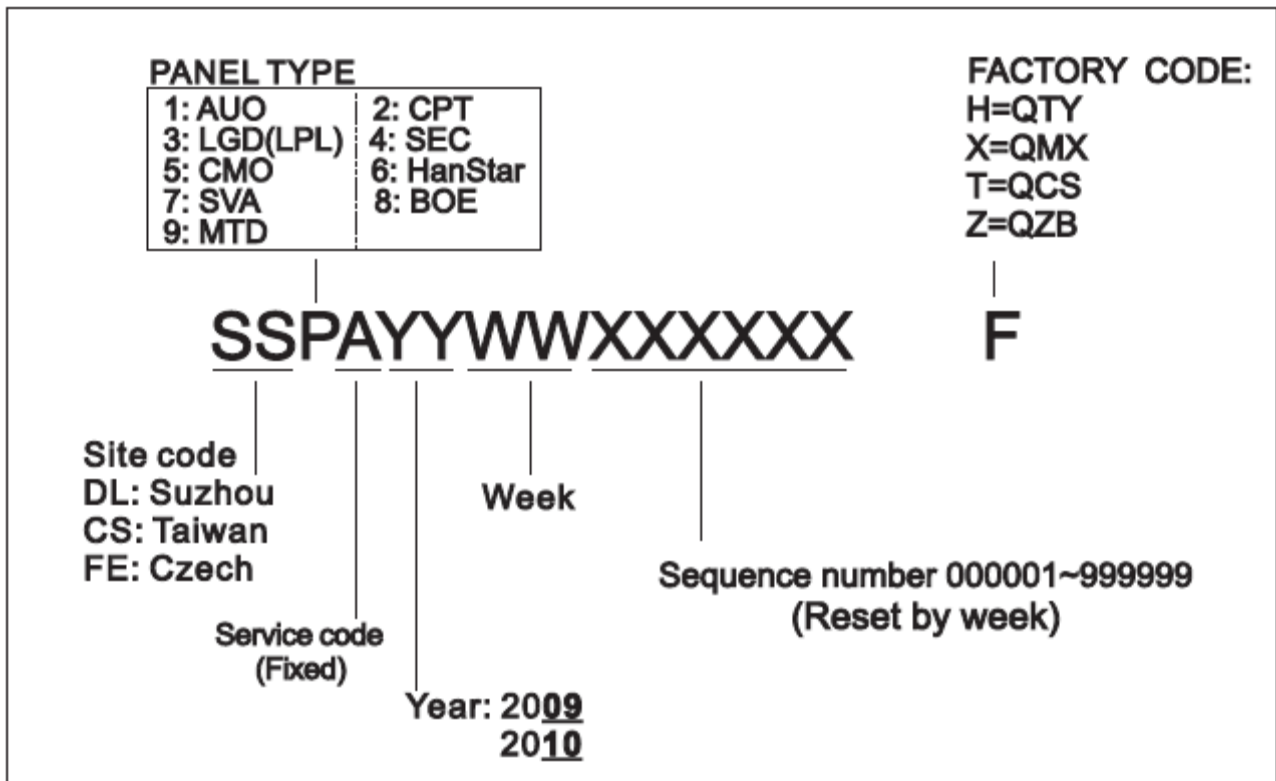 PANEL TYPE
1: AUO 2: CPT
3: LGD(LPL) 4: SEC
5: CMO 6: HanStar
7: SVA 8: BOE
9: MTD
FACTORY CODE:
H=QTY
X=QMX
T=QCS
Z=QZB
SSPAYYWWXXXXXX F
Site code
DL: Suzhou
CS: Taiwan
FE: Czech
Service code
(Fixed)
Year: 2009
2010
Week
Sequence number 000001~999999
(Reset by week)